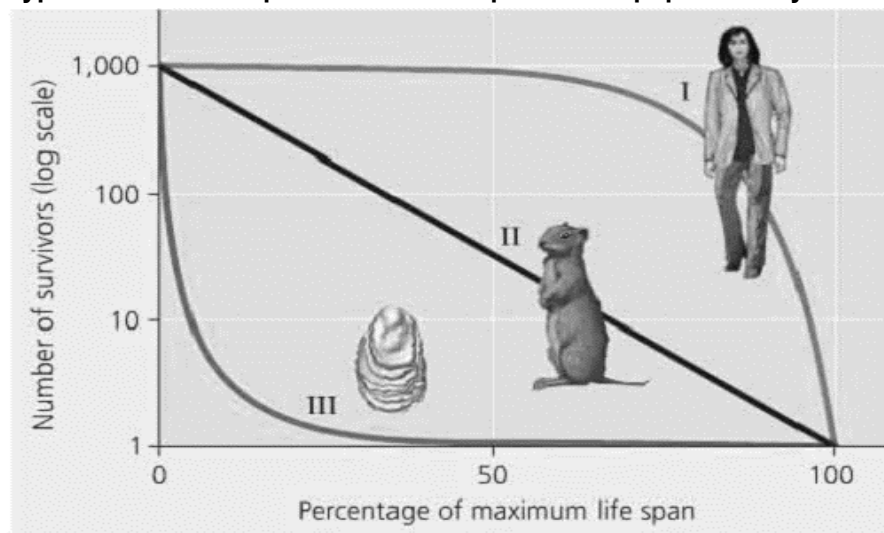 1,000
I
100
II
10
III
1
0
50
100
Number of survivors (log scale)
Percentage of maximum life span